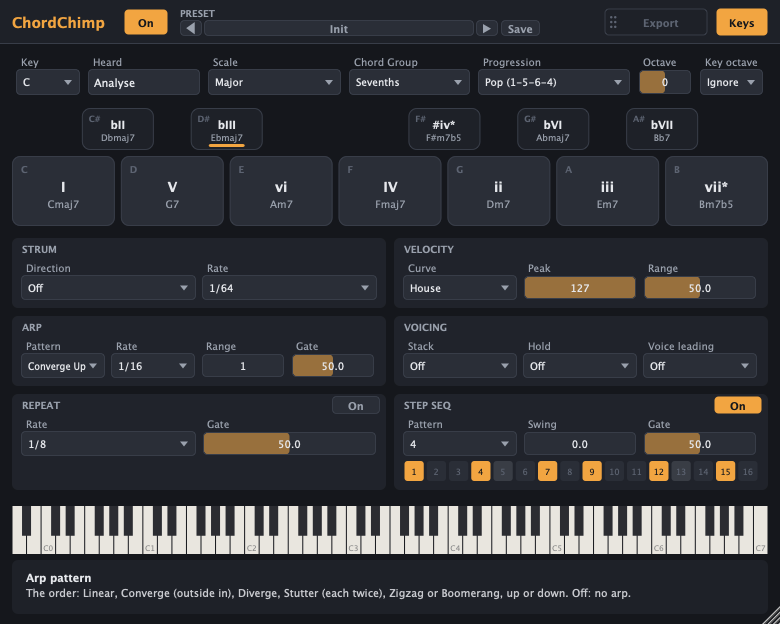 ChordChimp On PRESET Init Save Export Keys
Key Heard Scale Chord Group Progression Octave Key octave
C Analyse Major Sevenths Pop (1-5-6-4) 0 Ignore
C# bII Dbmaj7
D# bIII Ebmaj7
F# #iv* F#m7b5
G# bVI Abmaj7
A# bVII Bb7
C I Cmaj7
D V G7
E vi Am7
F IV Fmaj7
G ii Dm7
A iii Em7
B vii* Bm7b5
STRUM
Direction Rate
Off 1/64
VELOCITY
Curve Peak Range
House 127 50.0
ARP
Pattern Rate Range Gate
Converge Up 1/16 1 50.0
VOICING
Stack Hold Voice leading
Off Off Off
REPEAT On
Rate Gate
1/8 50.0
STEP SEQ On
Pattern Swing Gate
4 0.0 50.0
1 2 3 4 5 6 7 8 9 10 11 12 13 14 15 16
C0 C1 C2 C3 C4 C5 C6 C7
Arp pattern
The order: Linear, Converge (outside in), Diverge, Stutter (each twice), Zigzag or Boomerang, up or down. Off: no arp.